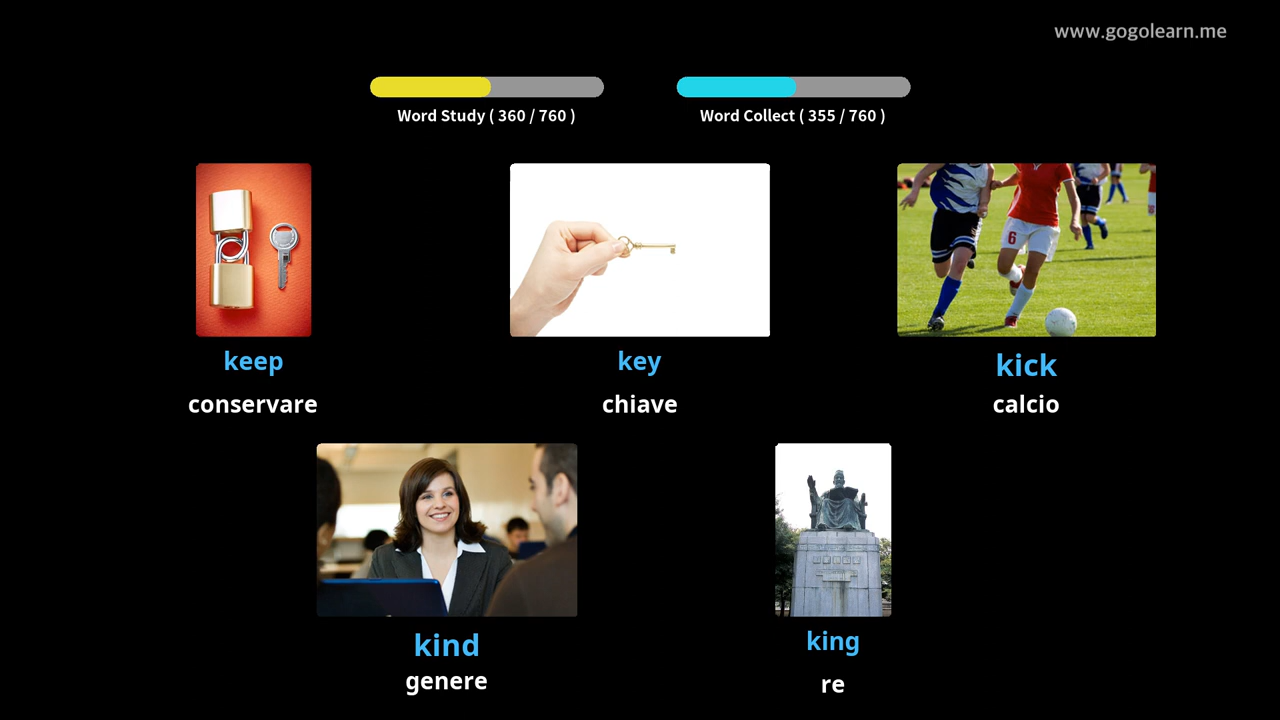 www.gogolearn.me
Word Study ( 360 / 760 )
Word Collect ( 355 / 760 )
keep
conservare
key
chiave
6
kick
calcio
kind
genere
king
re